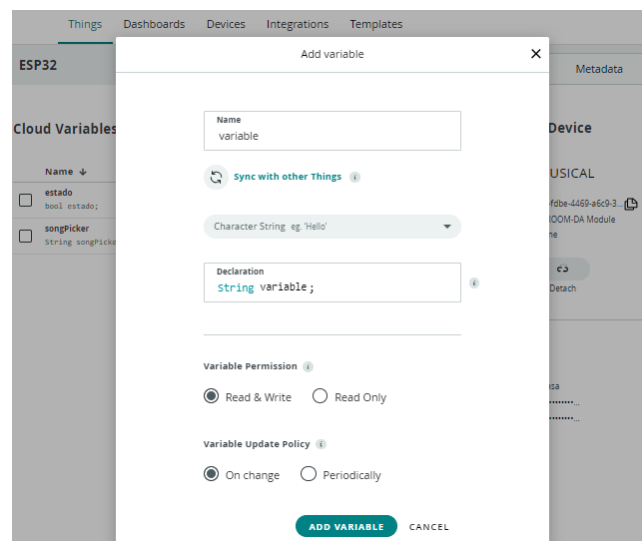 Things Dashboards Devices Integrations Templates
Add variable
ESP32
Metadata
Name
variable
Cloud Variables
Device
Sync with other Things i
Name ↓
USICAL
estado
bool estado;
-fdbe-4469-a6c9-3...
Character String eg. 'Hello'
OOM-DA Module
songPicker
String songPicke
ne
Declaration
String variable;
i
Detach
Variable Permission i
Read & Write Read Only
Variable Update Policy i
On change Periodically
ADD VARIABLE CANCEL